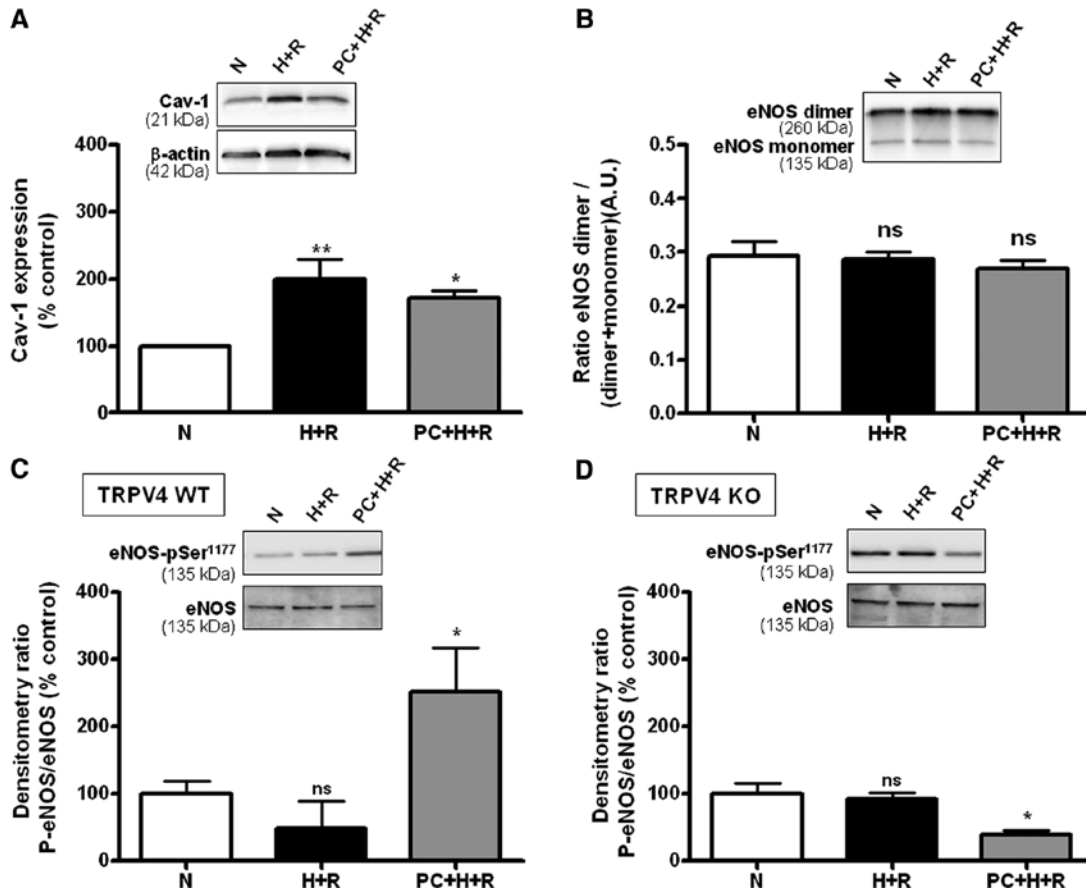 A
N H+R PC+H+R
Cav-1
(21 kDa)
β-actin
(42 kDa)
Cav-1 expression
(% control)
400
300
200
100
0
**
*
N H+R PC+H+R
B
N H+R PC+H+R
eNOS dimer
(260 kDa)
eNOS monomer
(135 kDa)
Ratio eNOS dimer /
(dimer+monomer)(A.U.)
0.5
0.4
0.3
0.2
0.1
0.0
ns
ns
N H+R PC+H+R
C
TRPV4 WT
N H+R PC+H+R
eNOS-pSer¹¹⁷⁷
(135 kDa)
eNOS
(135 kDa)
Densitometry ratio
P-eNOS/eNOS (% control)
400
300
200
100
0
ns
*
N H+R PC+H+R
D
TRPV4 KO
N H+R PC+H+R
eNOS-pSer¹¹⁷⁷
(135 kDa)
eNOS
(135 kDa)
Densitometry ratio
P-eNOS/eNOS (% control)
400
300
200
100
0
ns
*
N H+R PC+H+R